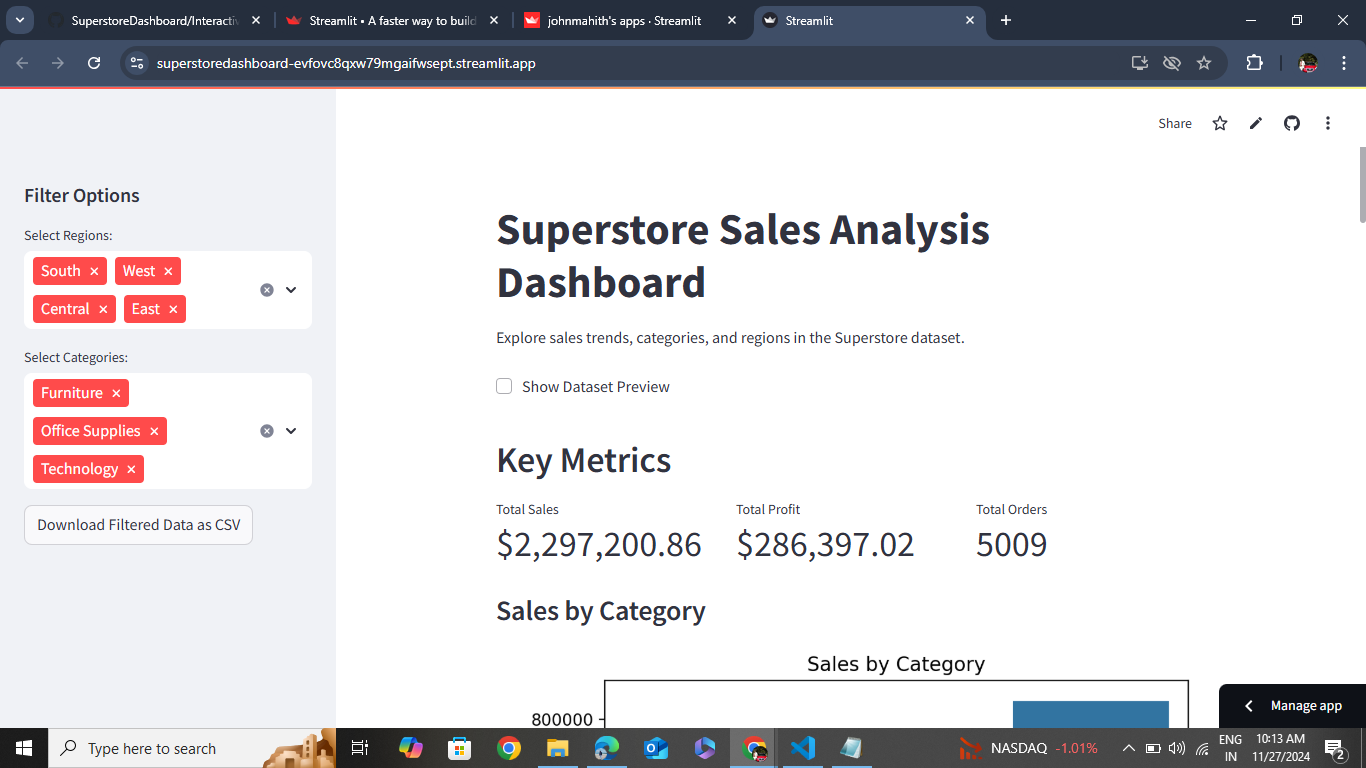 SuperstoreDashboard/Interactiv
Streamlit • A faster way to build
johnmahith's apps · Streamlit
Streamlit
superstoredashboard-evfovc8qxw79mgaifwsept.streamlit.app
Share
Filter Options
Select Regions:
South
West
Central
East
Select Categories:
Furniture
Office Supplies
Technology
Download Filtered Data as CSV
Superstore Sales Analysis
Dashboard
Explore sales trends, categories, and regions in the Superstore dataset.
Show Dataset Preview
Key Metrics
Total Sales
$2,297,200.86
Total Profit
$286,397.02
Total Orders
5009
Sales by Category
Sales by Category
800000
Manage app
Type here to search
NASDAQ -1.01%
ENG
IN
10:13 AM
11/27/2024
2